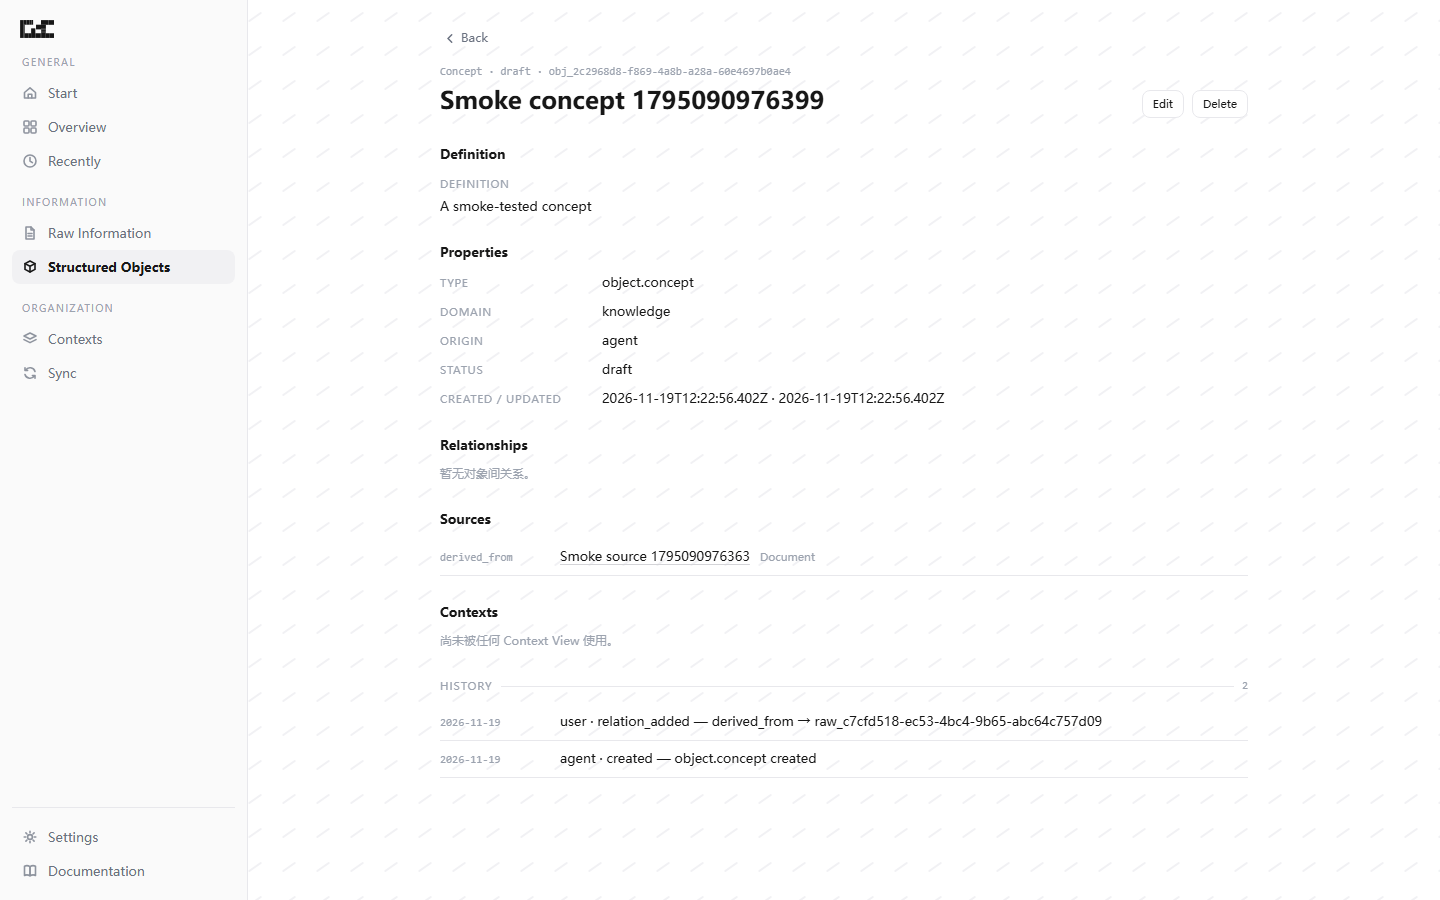 GENERAL
Start
Overview
Recently
INFORMATION
Raw Information
Structured Objects
ORGANIZATION
Contexts
Sync
Settings
Documentation
Back
Concept · draft · obj_2c2968d8-f869-4a8b-a28a-60e4697b0ae4
Smoke concept 1795090976399
Edit
Delete
Definition
DEFINITION
A smoke-tested concept
Properties
TYPE object.concept
DOMAIN knowledge
ORIGIN agent
STATUS draft
CREATED / UPDATED 2026-11-19T12:22:56.402Z · 2026-11-19T12:22:56.402Z
Relationships
暂无对象间关系。
Sources
derived_from Smoke source 1795090976363 Document
Contexts
尚未被任何 Context View 使用。
HISTORY 2
2026-11-19 user · relation_added — derived_from → raw_c7cfd518-ec53-4bc4-9b65-abc64c757d09
2026-11-19 agent · created — object.concept created